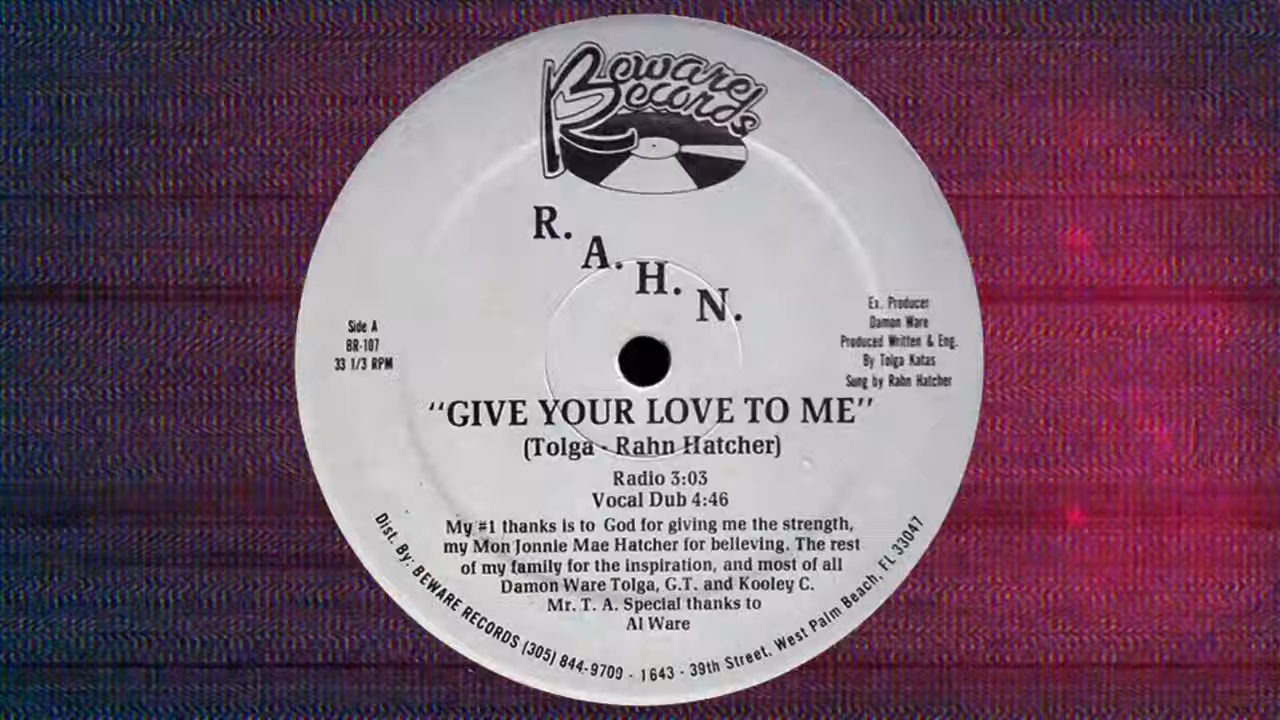 Beware
Records
R. A. H. N.
Side A
BR-107
33 1/3 RPM
Ex. Producer
Damon Ware
Produced Written & Eng.
By Tolga Katas
Sung by Rahn Hatcher
"GIVE YOUR LOVE TO ME"
(Tolga - Rahn Hatcher)
Radio 3:03
Vocal Dub 4:46
My #1 thanks is to God for giving me the strength,
my Mon Jonnie Mae Hatcher for believing. The rest
of my family for the inspiration, and most of all
Damon Ware Tolga, G.T. and Kooley C.
Mr. T. A. Special thanks to
Al Ware
Dist. By: BEWARE RECORDS (305) 844-9709 · 1643 - 39th Street, West Palm Beach, FL 33047